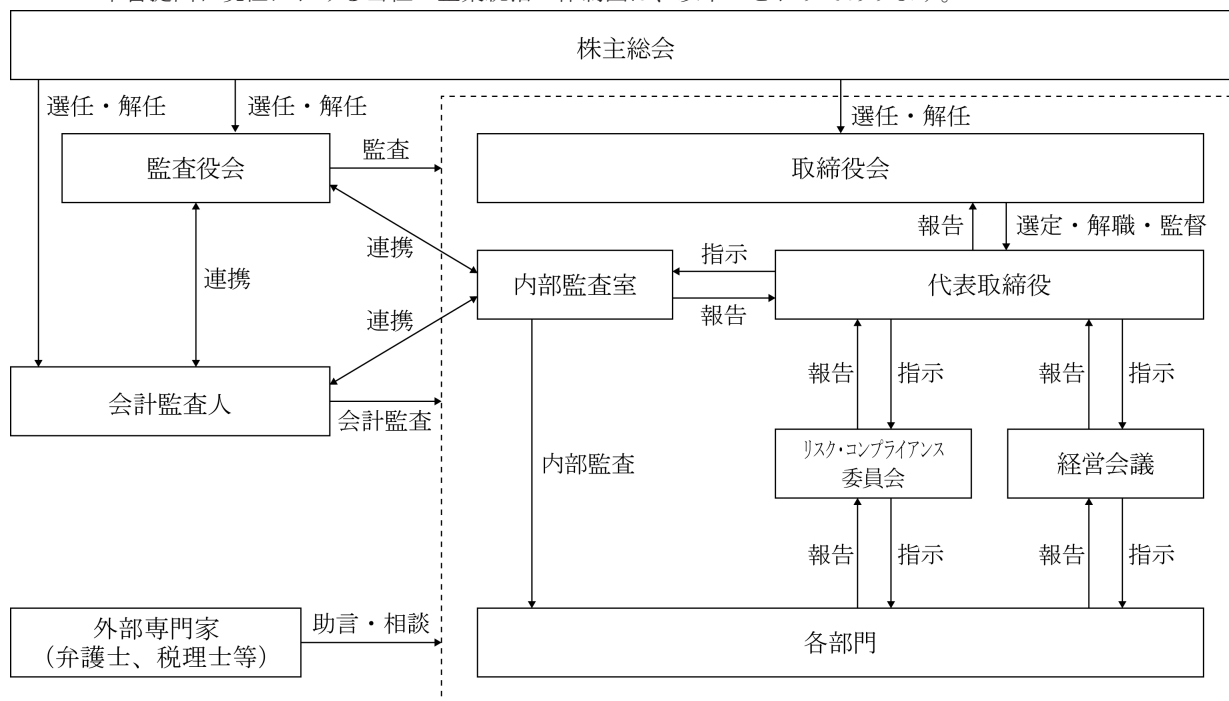 株主総会
選任・解任
選任・解任
選任・解任
監査役会
監査
取締役会
報告
選定・解職・監督
連携
連携
指示
内部監査室
代表取締役
報告
連携
報告
指示
報告
指示
会計監査人
会計監査
内部監査
リスク・コンプライアンス
委員会
経営会議
報告
指示
報告
指示
外部専門家
（弁護士、税理士等）
助言・相談
各部門